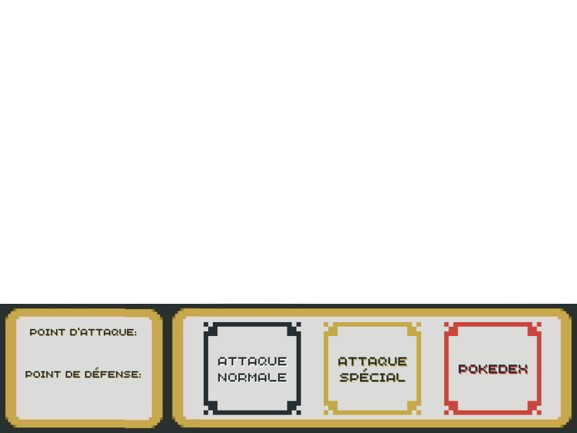 POINT D'ATTAQUE:
POINT DE DÉFENSE:
ATTAQUE
NORMALE
ATTAQUE
SPÉCIAL
POKEDEX